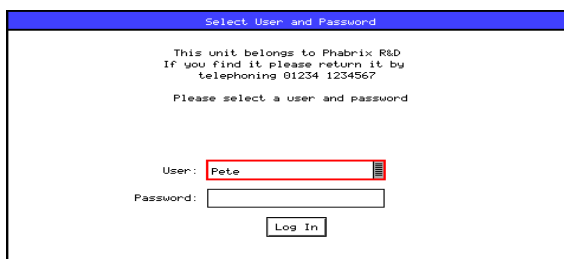 Select User and Password
This unit belongs to Phabrix R&D
If you find it please return it by
telephoning 01234 1234567
Please select a user and password
User: Pete
Password:
Log In